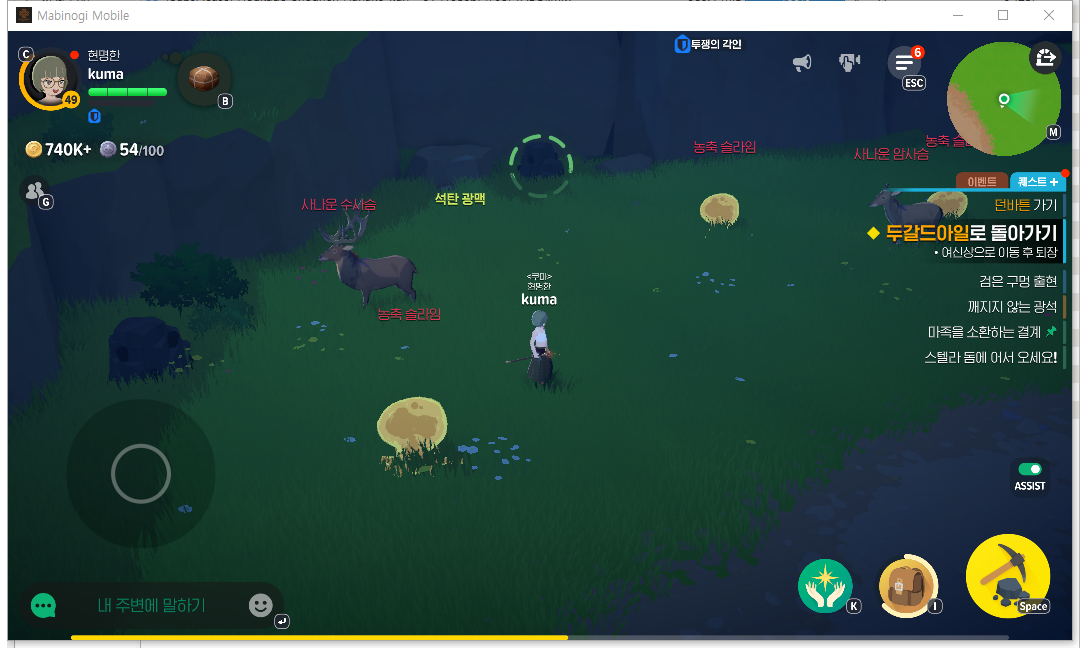 Mabinogi Mobile
C
현명한
kuma
49
B
740K+
54/100
G
투쟁의 각인
6
ESC
M
농축 슬라임
사나운 암사슴
농축 슬
사나운 수사슴
석탄 광맥
농축 슬라임
<쿠마>
현명한
kuma
이벤트
퀘스트 +
던바튼 가기
두갈드아일로 돌아가기
• 여신상으로 이동 후 퇴장
검은 구멍 출현
깨지지 않는 광석
마족을 소환하는 결계
스텔라 돔에 어서 오세요!
ASSIST
K
I
Space
내 주변에 말하기